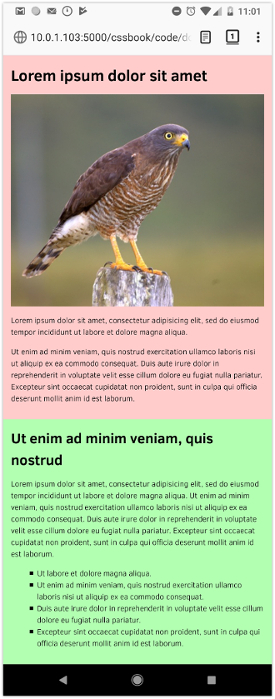 11:01
10.0.1.103:5000/cssbook/code/do
1
Lorem ipsum dolor sit amet
Lorem ipsum dolor sit amet, consectetur adipisicing elit, sed do eiusmod
tempor incididunt ut labore et dolore magna aliqua.
Ut enim ad minim veniam, quis nostrud exercitation ullamco laboris nisi
ut aliquip ex ea commodo consequat. Duis aute irure dolor in
reprehenderit in voluptate velit esse cillum dolore eu fugiat nulla pariatur.
Excepteur sint occaecat cupidatat non proident, sunt in culpa qui officia
deserunt mollit anim id est laborum.
Ut enim ad minim veniam, quis
nostrud
Lorem ipsum dolor sit amet, consectetur adipisicing elit, sed do eiusmod
tempor incididunt ut labore et dolore magna aliqua. Ut enim ad minim
veniam, quis nostrud exercitation ullamco laboris nisi ut aliquip ex ea
commodo consequat. Duis aute irure dolor in reprehenderit in voluptate
velit esse cillum dolore eu fugiat nulla pariatur. Excepteur sint occaecat
cupidatat non proident, sunt in culpa qui officia deserunt mollit anim id
est laborum.
Ut labore et dolore magna aliqua.
Ut enim ad minim veniam, quis nostrud exercitation ullamco
laboris nisi ut aliquip ex ea commodo consequat.
Duis aute irure dolor in reprehenderit in voluptate velit esse cillum
dolore eu fugiat nulla pariatur.
Excepteur sint occaecat cupidatat non proident, sunt in culpa qui
officia deserunt mollit anim id est laborum.